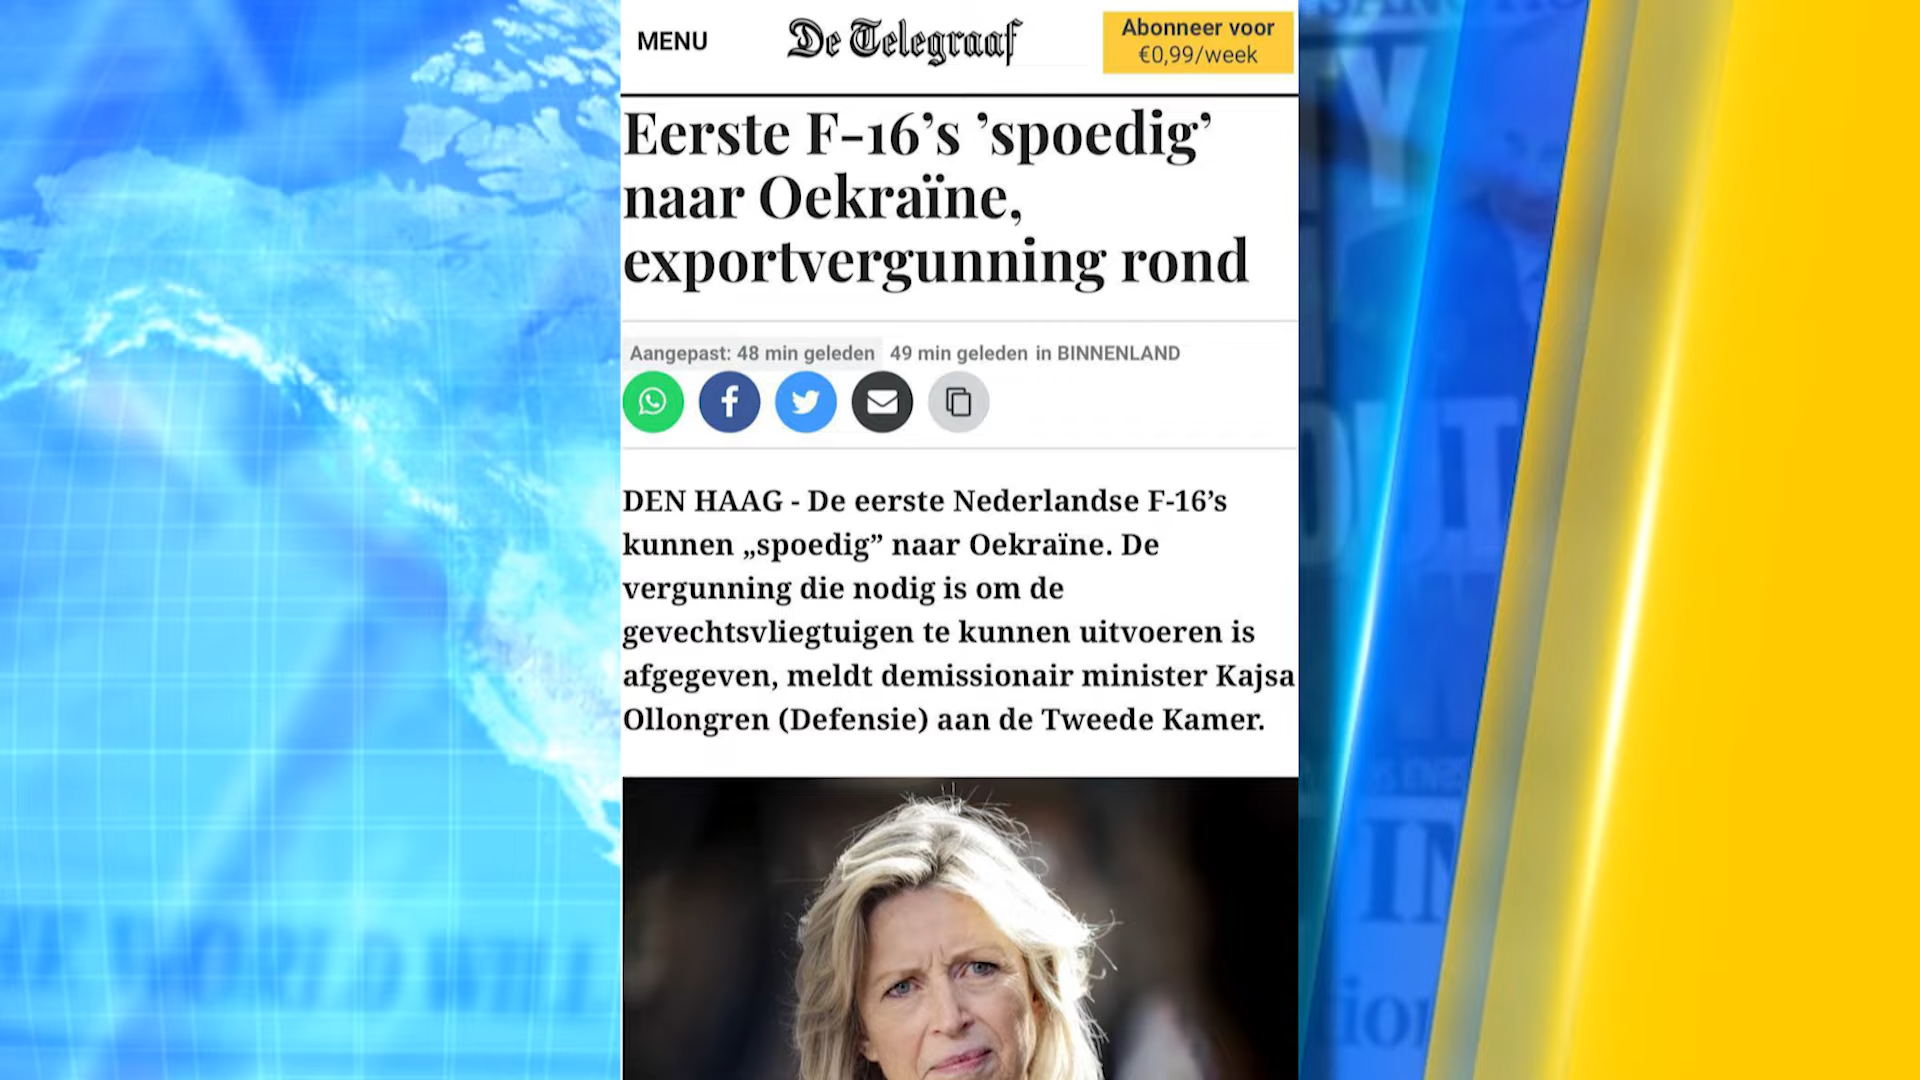 MENU
De Telegraaf
Abonneer voor
€0,99/week
Eerste F-16’s ’spoedig’
naar Oekraïne,
exportvergunning rond
Aangepast: 48 min geleden 49 min geleden in BINNENLAND
DEN HAAG - De eerste Nederlandse F-16’s
kunnen „spoedig” naar Oekraïne. De
vergunning die nodig is om de
gevechtsvliegtuigen te kunnen uitvoeren is
afgegeven, meldt demissionair minister Kajsa
Ollongren (Defensie) aan de Tweede Kamer.